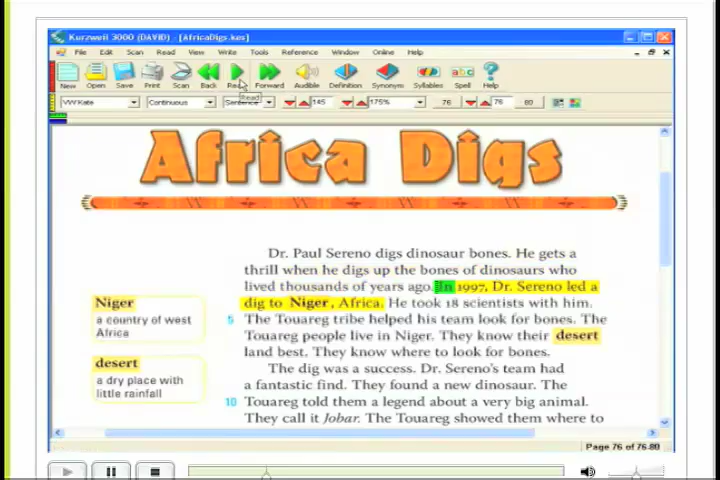 Kurzweil 3000 (DAVID) - [AfricaDigs.kes]
File Edit Scan Read View Write Tools Reference Window Online Help
New Open Save Print Scan Back Read Forward Audible Definition Synonym Syllables Spell Help
VW Kate Continuous Sentence 145 175% 76 76 80
Read
Africa Digs
Dr. Paul Sereno digs dinosaur bones. He gets a
thrill when he digs up the bones of dinosaurs who
lived thousands of years ago. In 1997, Dr. Sereno led a
dig to Niger, Africa. He took 18 scientists with him.
5 The Touareg tribe helped his team look for bones. The
Touareg people live in Niger. They know their desert
land best. They know where to look for bones.
The dig was a success. Dr. Sereno's team had
a fantastic find. They found a new dinosaur. The
10 Touareg told them a legend about a very big animal.
They call it Jobar. The Touareg showed them where to
Niger
a country of west
Africa
desert
a dry place with
little rainfall
Page 76 of 76-80